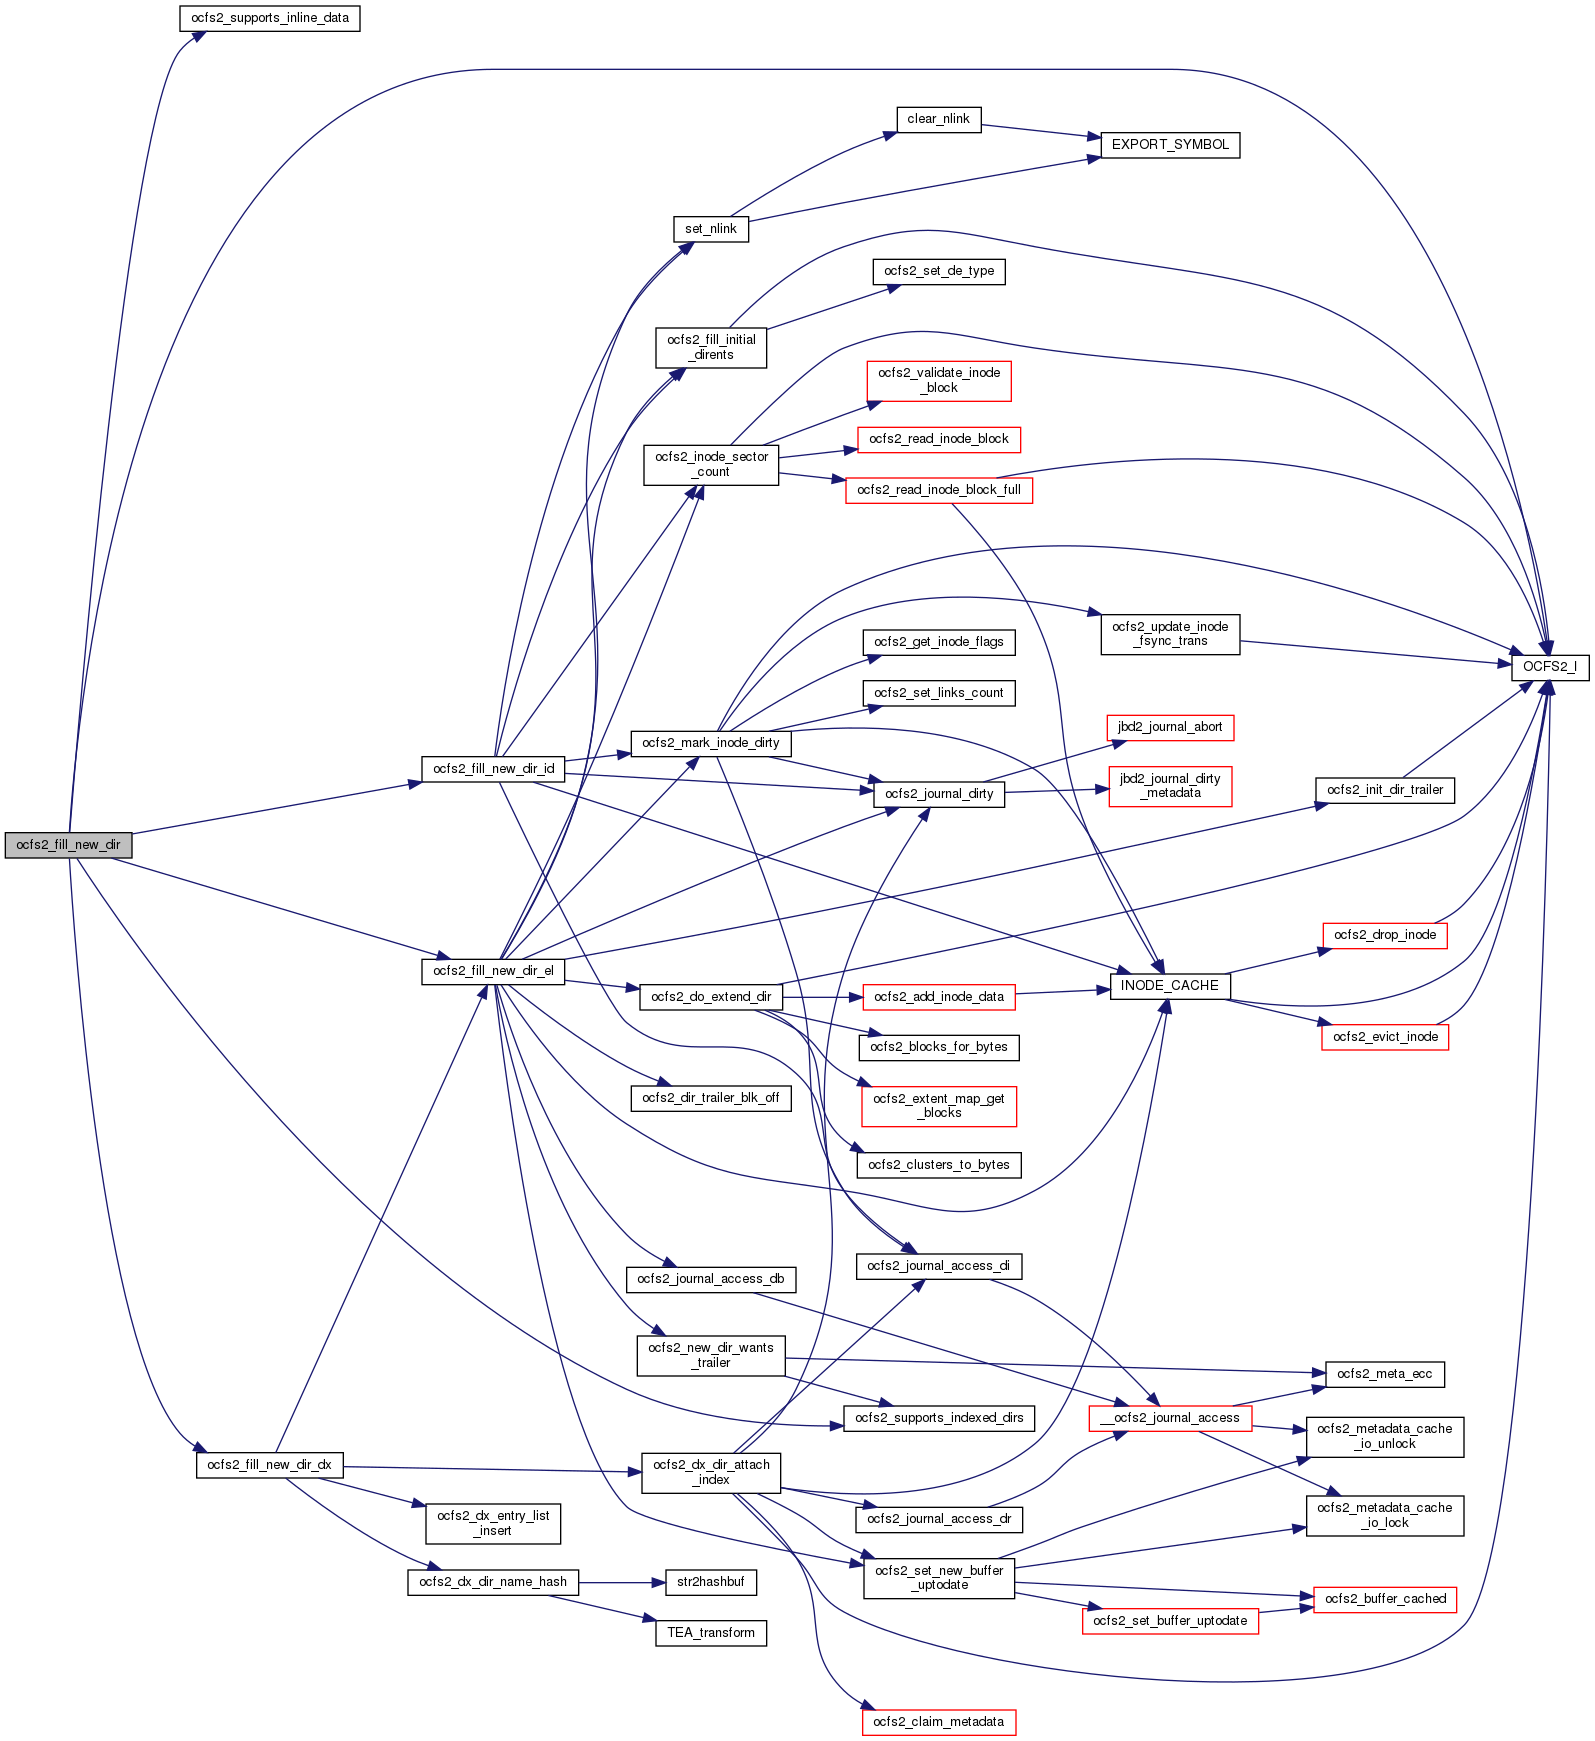 ocfs2_supports_inline_data
clear_nlink
EXPORT_SYMBOL
set_nlink
ocfs2_set_de_type
ocfs2_fill_initial
_dirents
ocfs2_validate_inode
_block
ocfs2_read_inode_block
ocfs2_inode_sector
_count
ocfs2_read_inode_block_full
ocfs2_update_inode
_fsync_trans
ocfs2_get_inode_flags
OCFS2_I
ocfs2_set_links_count
jbd2_journal_abort
ocfs2_mark_inode_dirty
ocfs2_fill_new_dir_id
jbd2_journal_dirty
_metadata
ocfs2_journal_dirty
ocfs2_init_dir_trailer
ocfs2_fill_new_dir
ocfs2_drop_inode
ocfs2_fill_new_dir_el
INODE_CACHE
ocfs2_do_extend_dir
ocfs2_add_inode_data
ocfs2_evict_inode
ocfs2_blocks_for_bytes
ocfs2_dir_trailer_blk_off
ocfs2_extent_map_get
_blocks
ocfs2_clusters_to_bytes
ocfs2_journal_access_di
ocfs2_journal_access_db
ocfs2_new_dir_wants
_trailer
ocfs2_meta_ecc
ocfs2_supports_indexed_dirs
__ocfs2_journal_access
ocfs2_metadata_cache
_io_unlock
ocfs2_fill_new_dir_dx
ocfs2_dx_dir_attach
_index
ocfs2_metadata_cache
_io_lock
ocfs2_dx_entry_list
_insert
ocfs2_journal_access_dr
ocfs2_set_new_buffer
_uptodate
ocfs2_dx_dir_name_hash
str2hashbuf
ocfs2_buffer_cached
ocfs2_set_buffer_uptodate
TEA_transform
ocfs2_claim_metadata